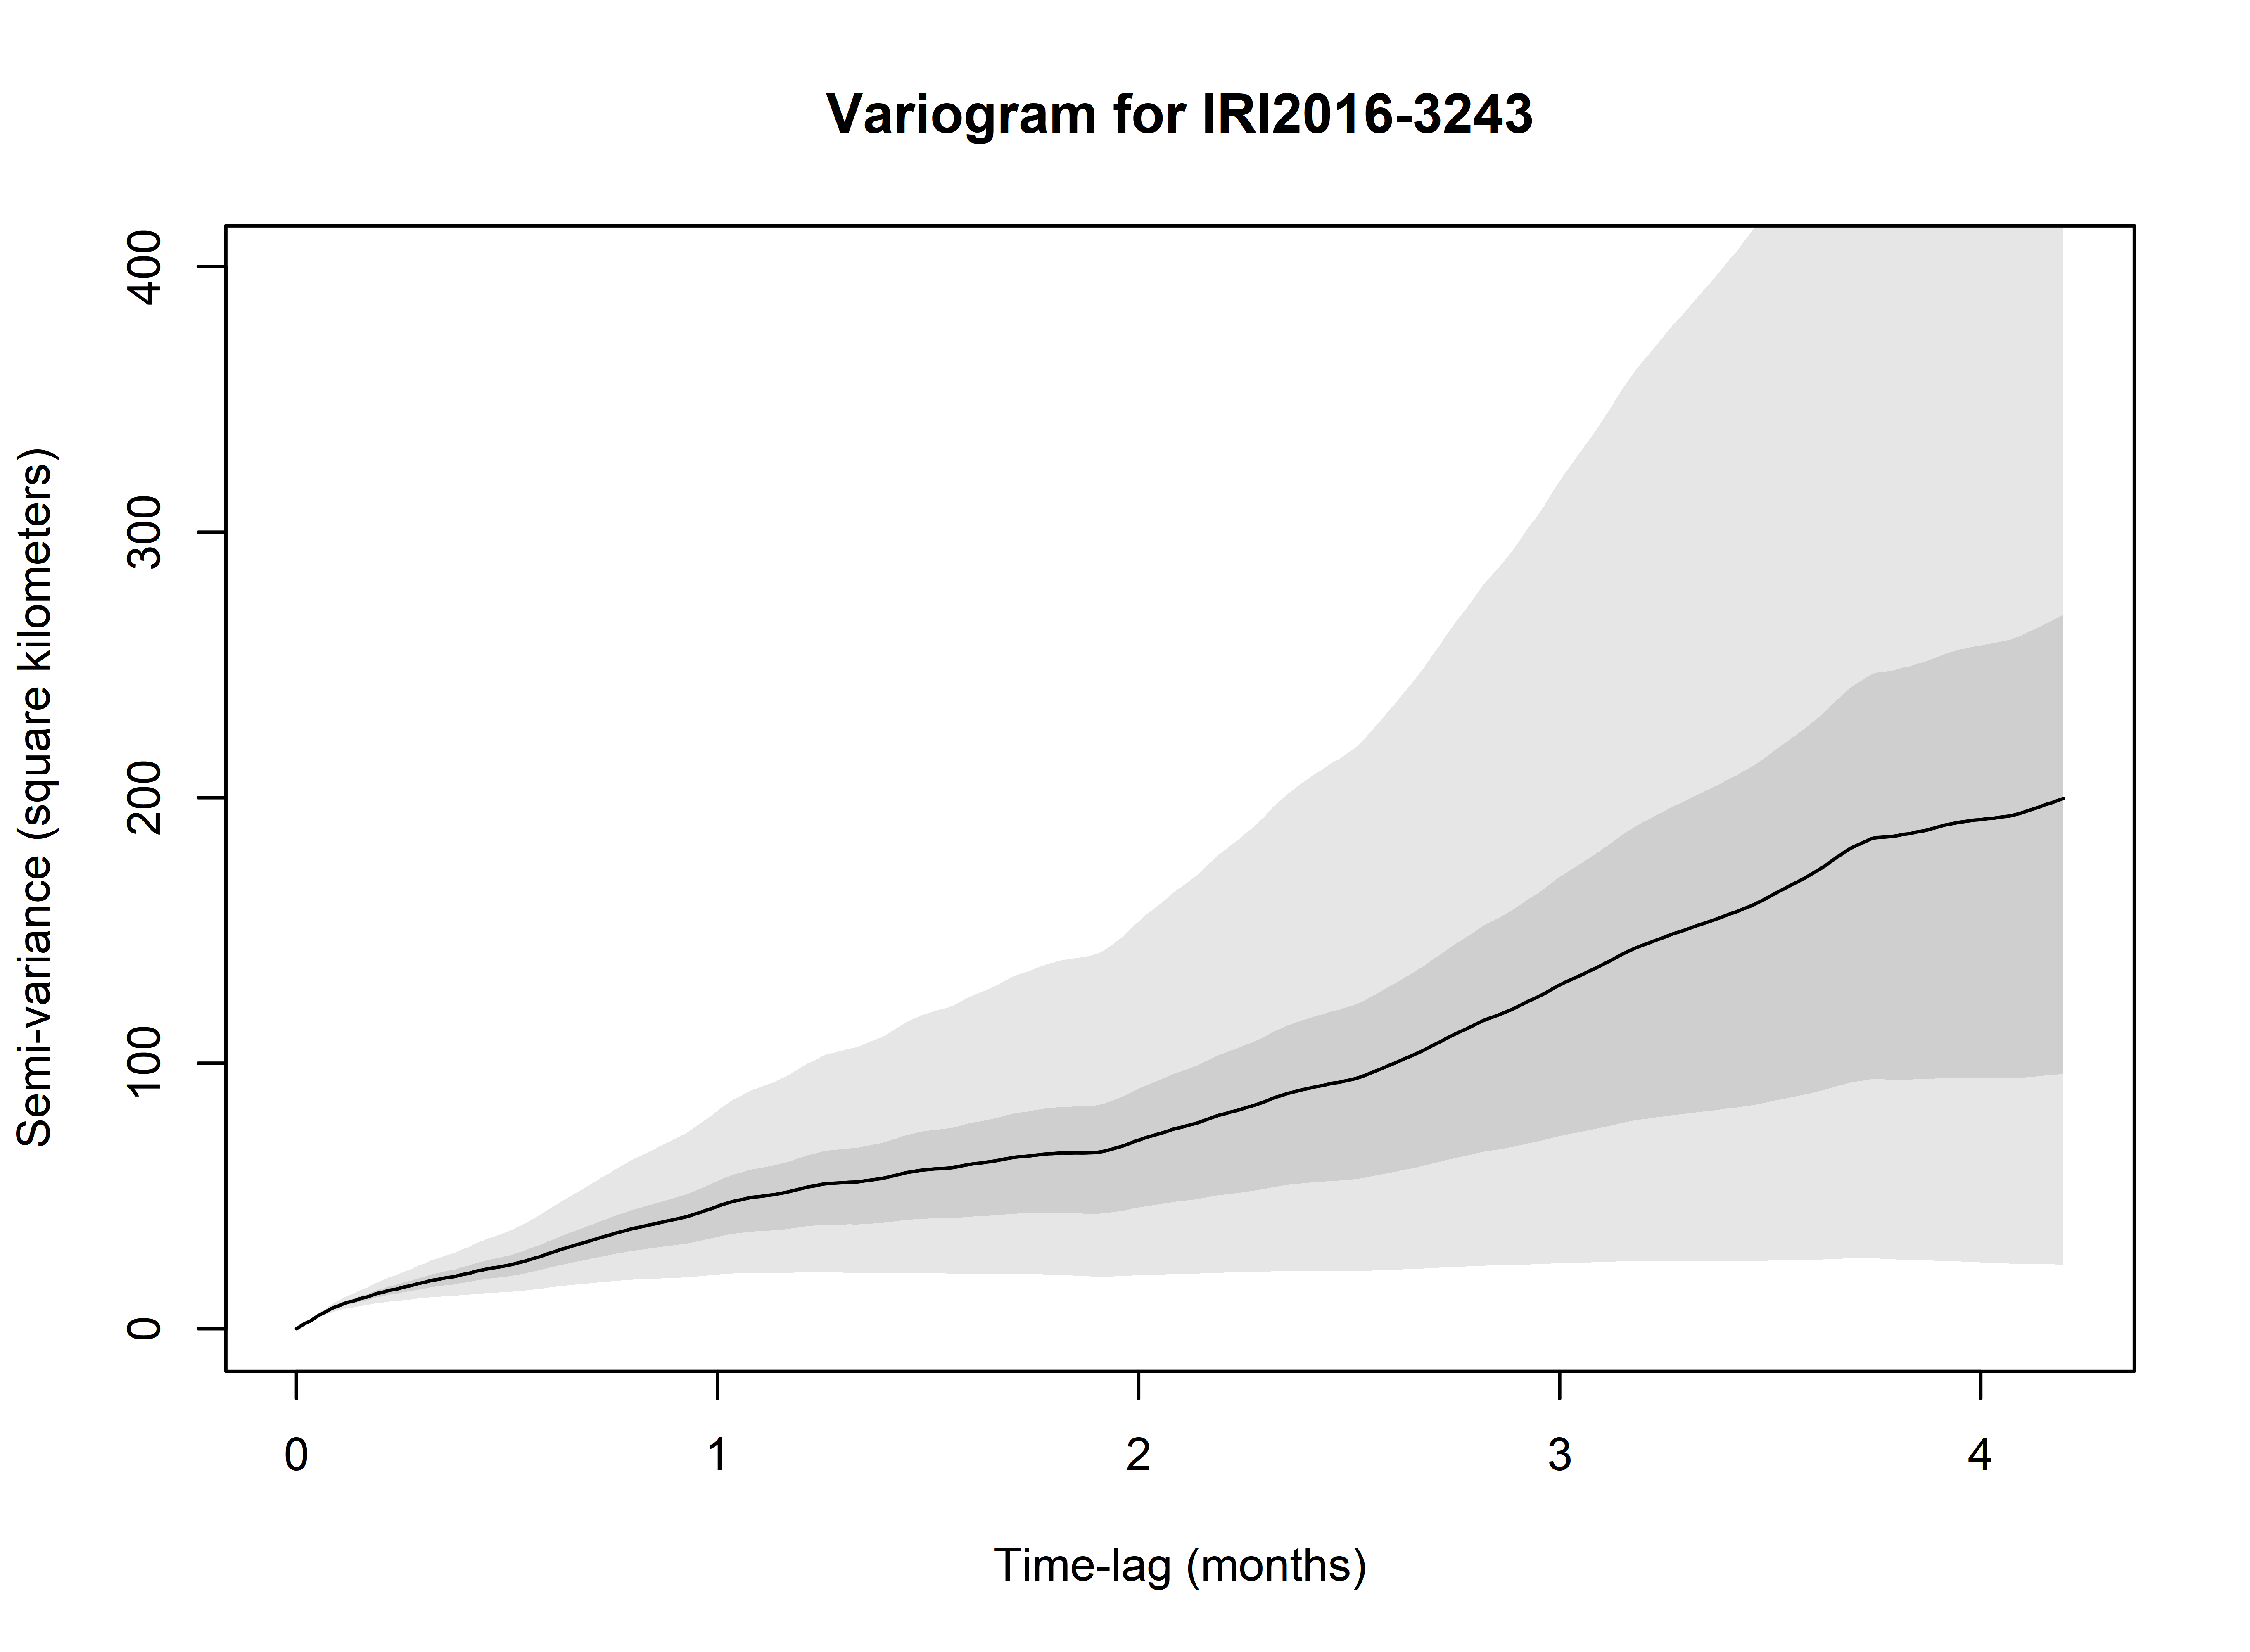 Variogram for IRI2016-3243
Semi-variance (square kilometers)
400
300
200
100
0
0 1 2 3 4
Time-lag (months)